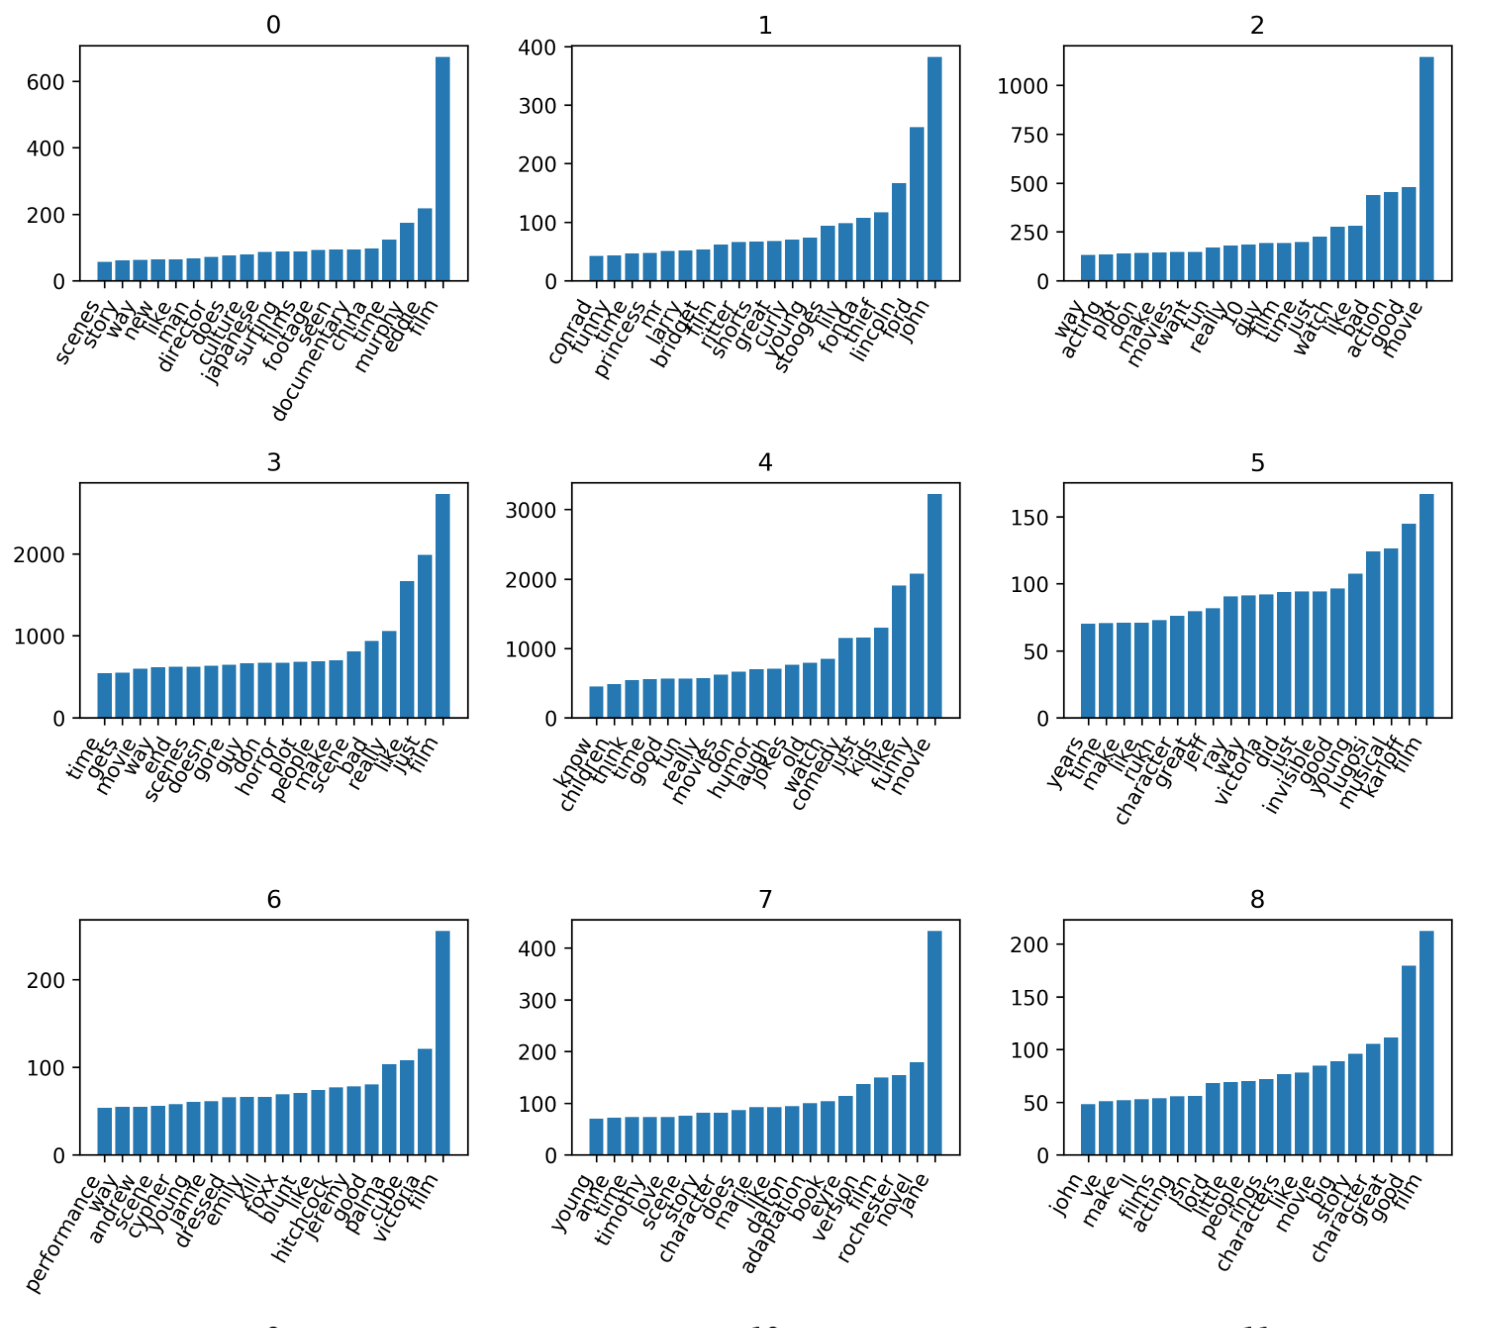 0
600
400
200
0
scenes
story
way
new
like
man
director
does
culture
japanese
surfing
films
footage
seen
documentary
china
time
murphy
eddie
film
1
400
300
200
100
0
conrad
funny
time
princess
mr
larry
bridget
film
ritter
shorts
great
curly
young
stooges
lily
fonda
thief
lincoln
ford
john
2
1000
750
500
250
0
way
acting
plot
don
make
movies
want
fun
really
10
guy
film
time
just
watch
like
bad
action
good
movie
3
2000
1000
0
time
gets
movie
way
end
scenes
doesn
gore
guy
don
horror
plot
people
make
scene
bad
really
like
just
film
4
3000
2000
1000
0
know
children
think
time
good
fun
really
movies
don
humor
laugh
jokes
old
watch
comedy
just
kids
like
funny
movie
5
150
100
50
0
years
time
make
like
rukh
character
great
jeff
ray
way
victoria
did
just
invisible
good
young
lugosi
musical
karloff
film
6
200
100
0
performance
way
andrew
scene
cypher
young
jamie
dressed
emily
kill
foxx
blunt
like
hitchcock
jeremy
good
palma
cube
victoria
film
7
400
300
200
100
0
young
anne
time
timothy
love
scene
story
character
does
marie
like
dalton
adaptation
book
eyre
version
film
rochester
novel
jane
8
200
150
100
50
0
john
ve
make
ll
films
acting
lord
little
people
rings
characters
like
movie
big
story
character
great
good
film